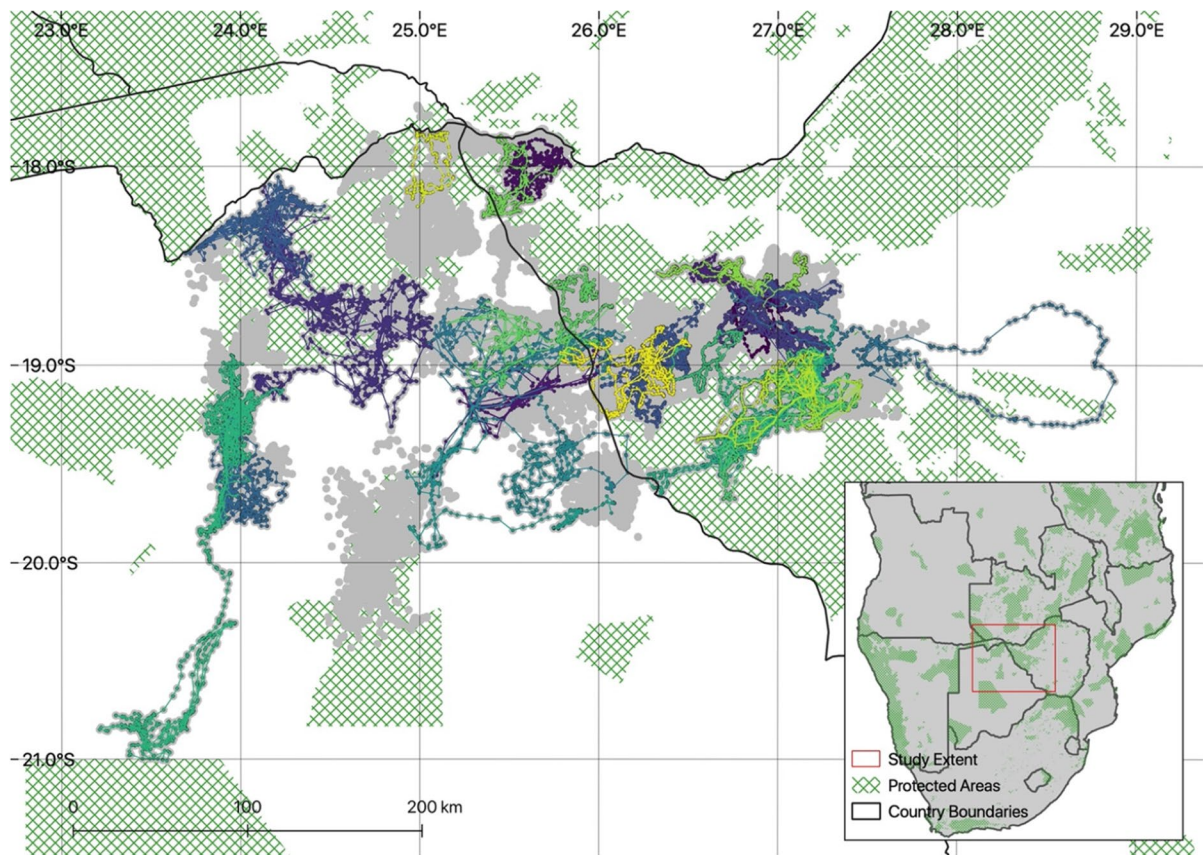 23.0°E 24.0°E 25.0°E 26.0°E 27.0°E 28.0°E 29.0°E
18.0°S
19.0°S
20.0°S
21.0°S
0 100 200 km
Study Extent
Protected Areas
Country Boundaries